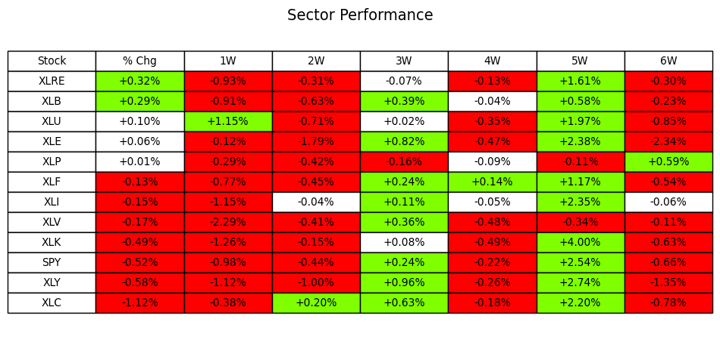 Sector Performance
Stock % Chg 1W 2W 3W 4W 5W 6W
XLRE +0.32% -0.93% -0.31% -0.07% -0.13% +1.61% -0.30%
XLB +0.29% -0.91% -0.63% +0.39% -0.04% +0.58% -0.23%
XLU +0.10% +1.15% -0.71% +0.02% -0.35% +1.97% -0.85%
XLE +0.06% -0.12% -1.79% +0.82% -0.47% +2.38% -2.34%
XLP +0.01% -0.29% -0.42% -0.16% -0.09% -0.11% +0.59%
XLF -0.13% -0.77% -0.45% +0.24% +0.14% +1.17% -0.54%
XLI -0.15% -1.15% -0.04% +0.11% -0.05% +2.35% -0.06%
XLV -0.17% -2.29% -0.41% +0.36% -0.48% -0.34% -0.11%
XLK -0.49% -1.26% -0.15% +0.08% -0.49% +4.00% -0.63%
SPY -0.52% -0.98% -0.44% +0.24% -0.22% +2.54% -0.66%
XLY -0.58% -1.12% -1.00% +0.96% -0.26% +2.74% -1.35%
XLC -1.12% -0.38% +0.20% +0.63% -0.18% +2.20% -0.78%